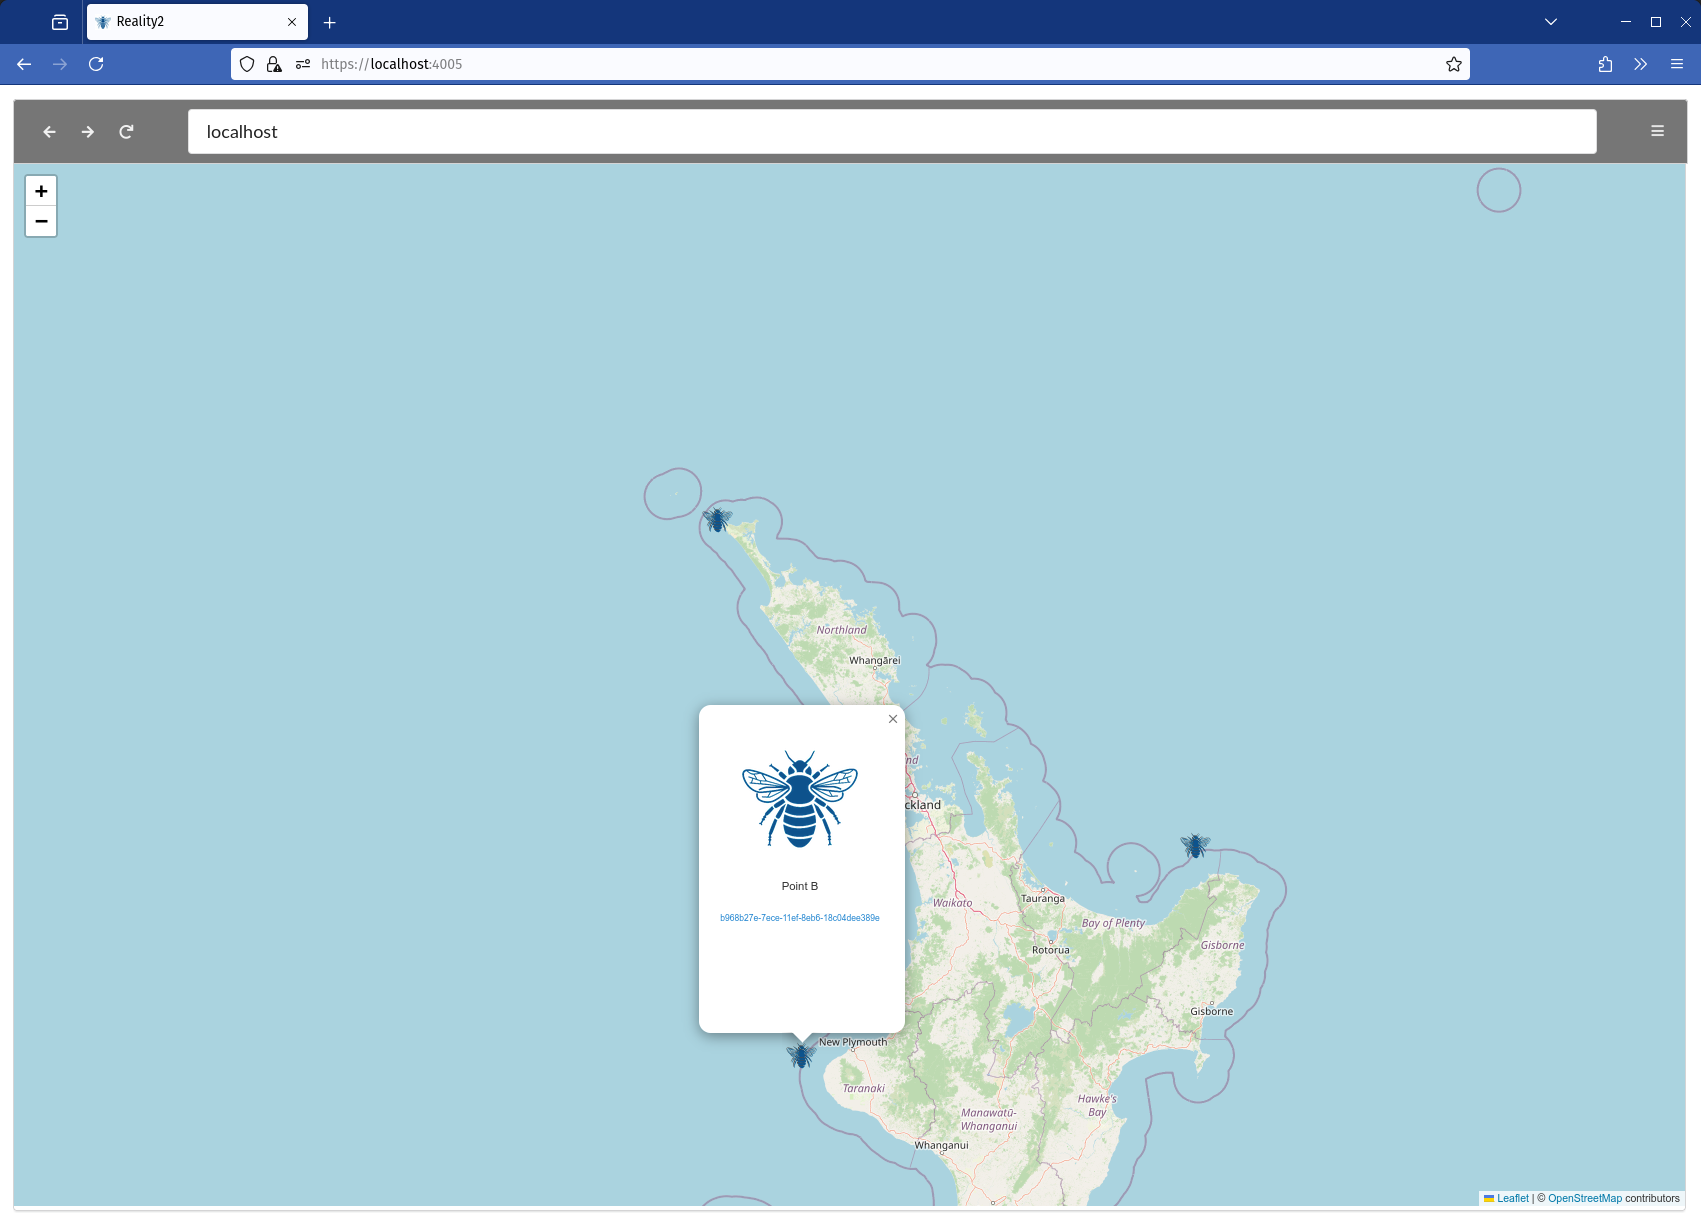 Reality2
https://localhost:4005
localhost
+
−
Northland
Whangārei
nd
ckland
Point B
b968b27e-7ece-11ef-8eb6-18c04dee389e
Waikato
Tauranga
Bay of Plenty
Gisborne
Rotorua
Gisborne
New Plymouth
Taranaki
Hawke's
Bay
Manawatū-
Whanganui
Whanganui
Leaflet | © OpenStreetMap contributors